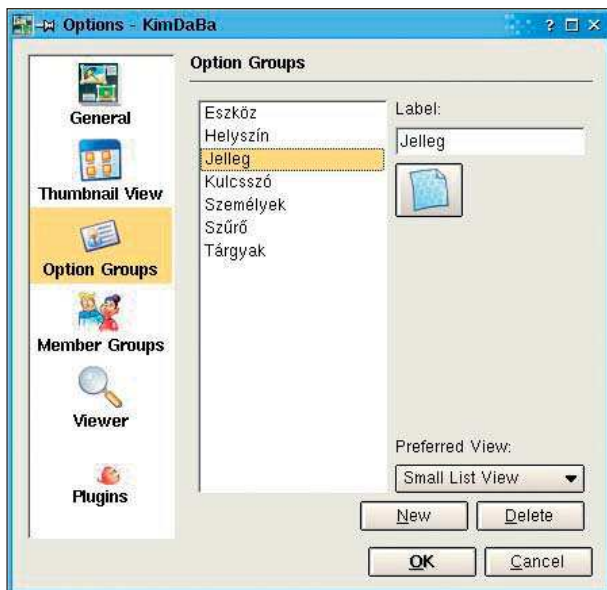 Options - KimDaBa
General
Thumbnail View
Option Groups
Member Groups
Viewer
Plugins
Option Groups
Eszköz
Helyszín
Jelleg
Kulcsszó
Személyek
Szűrő
Tárgyak
Label:
Jelleg
Preferred View:
Small List View
New
Delete
OK
Cancel